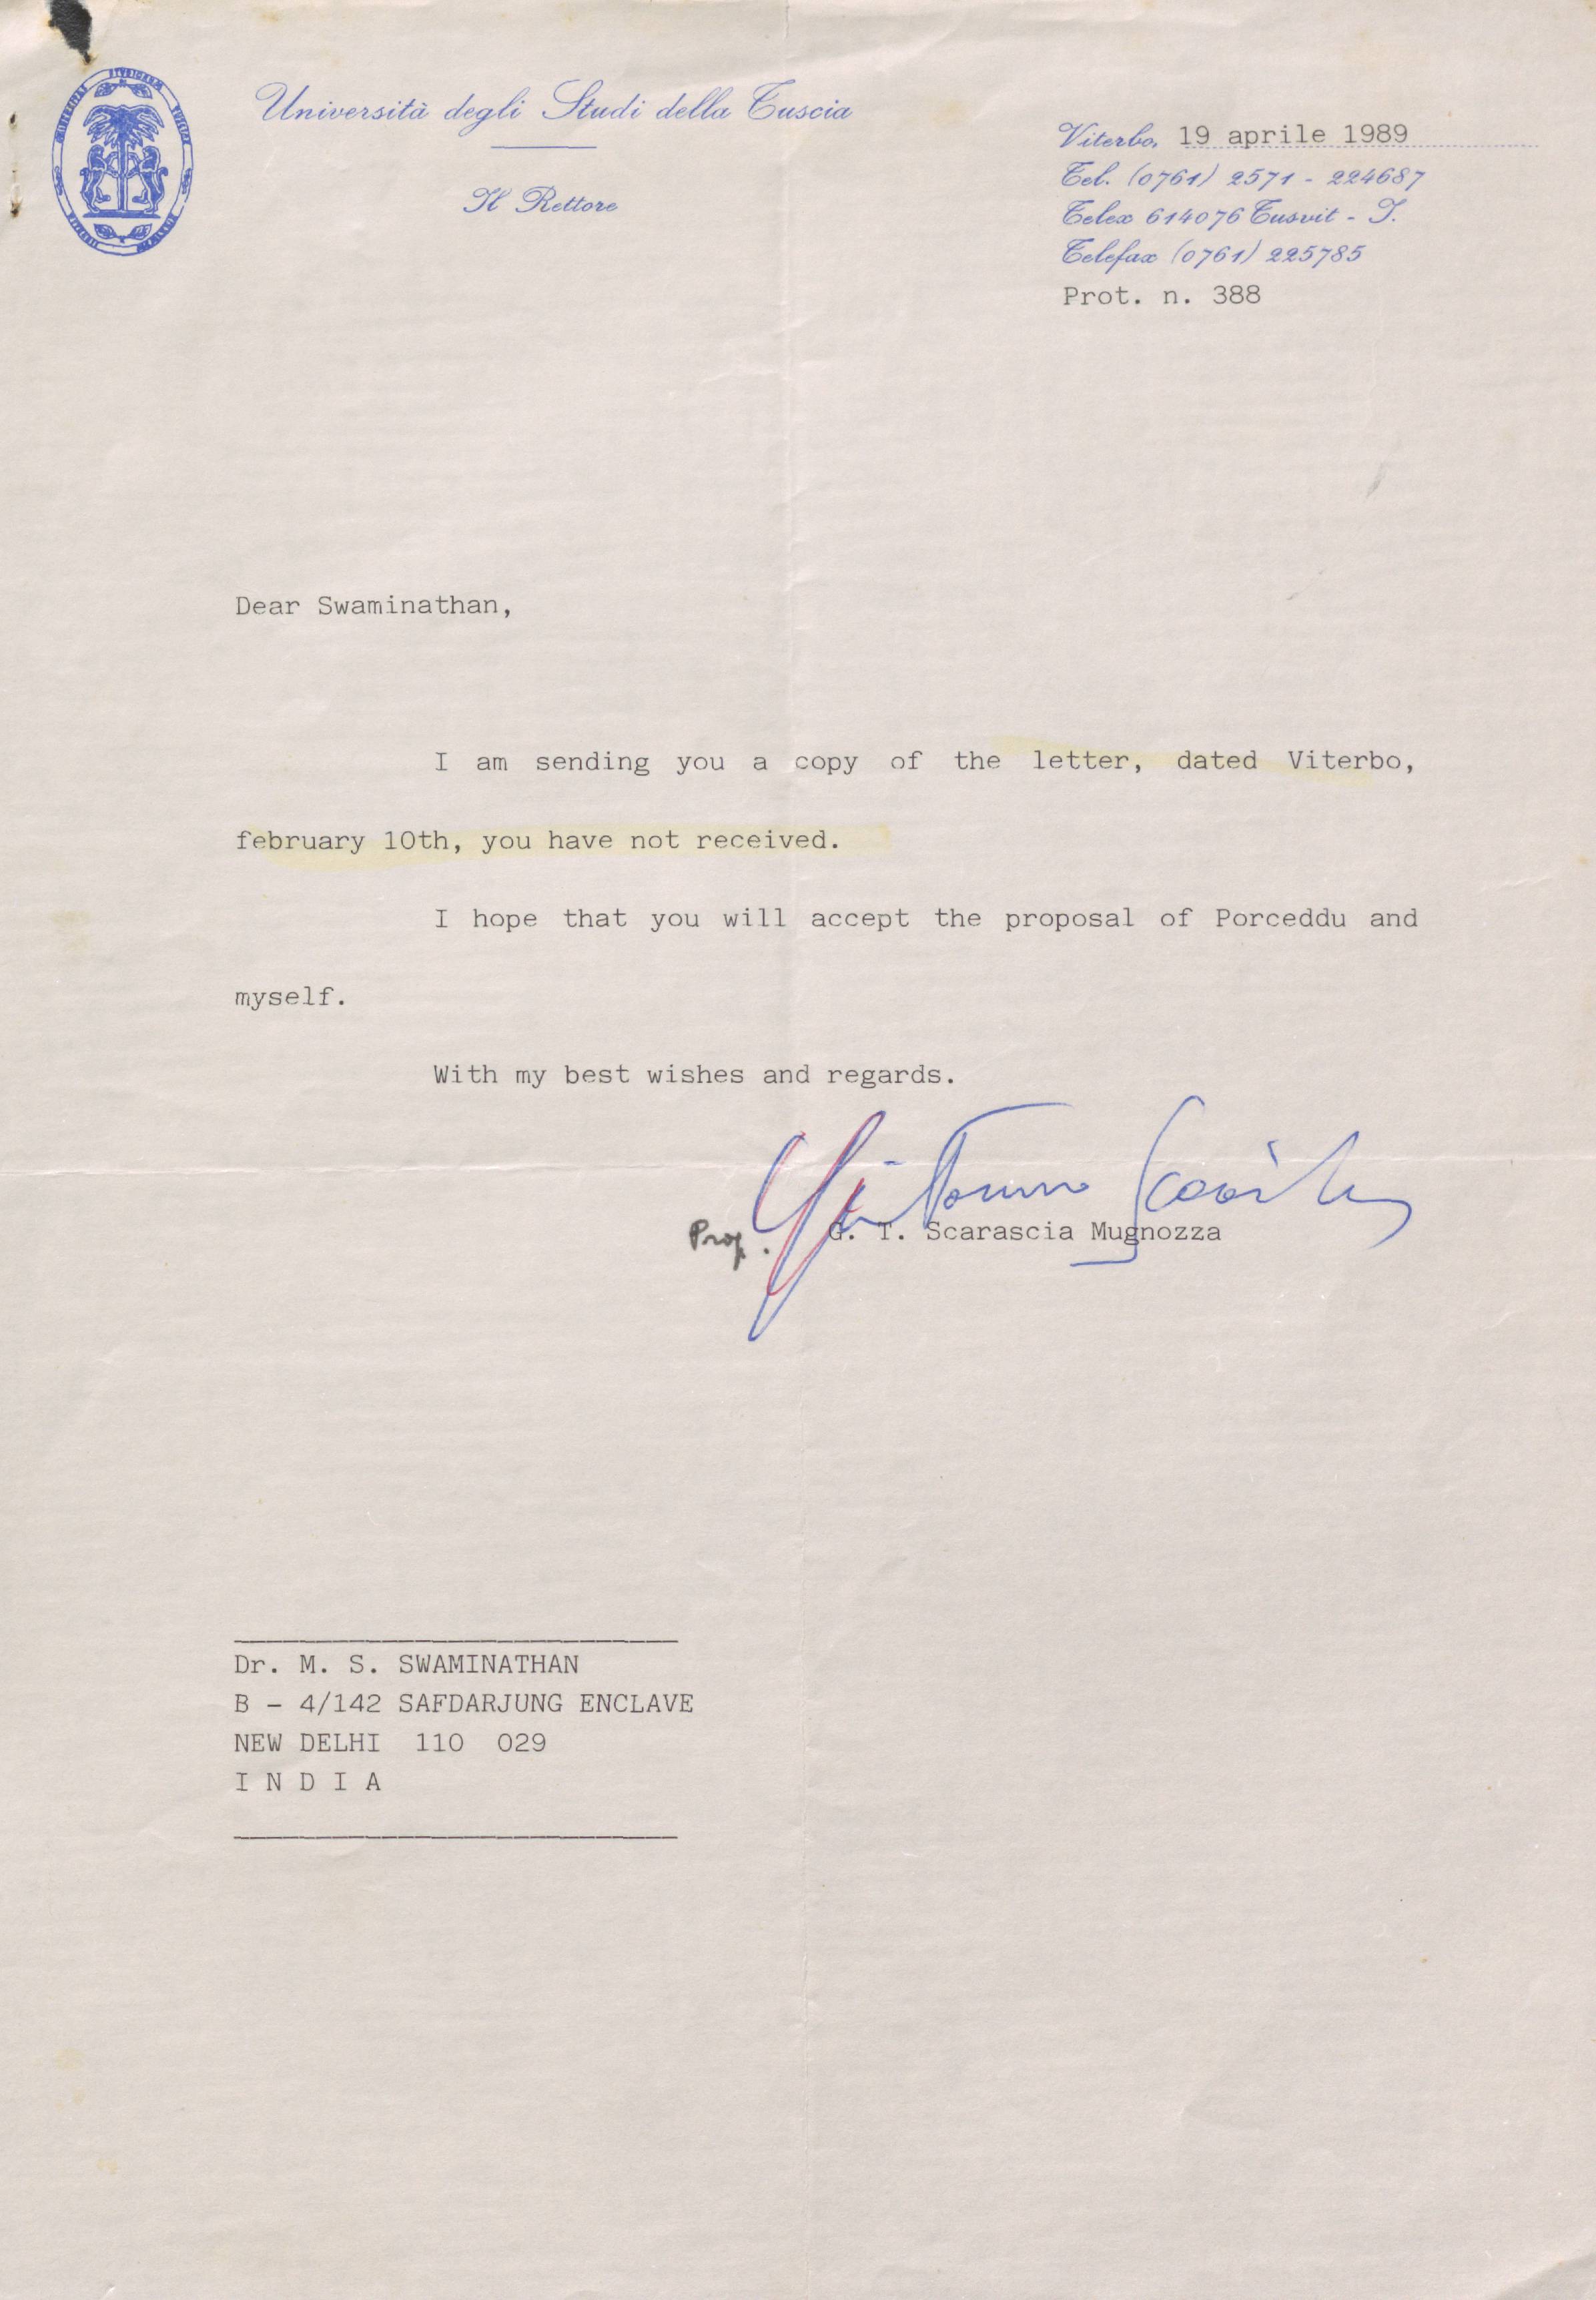 Università degli Studi della Tuscia
Il Rettore
Viterbo, 19 aprile 1989
Tel. (0761) 2571 - 224687
Telex 614076 Tusvit - I.
Telefax (0761) 225785
Prot. n. 388
Dear Swaminathan,
I am sending you a copy of the letter, dated Viterbo,
february 10th, you have not received.
I hope that you will accept the proposal of Porceddu and
myself.
With my best wishes and regards.
Prof. G. T. Scarascia Mugnozza
Dr. M. S. SWAMINATHAN
B - 4/142 SAFDARJUNG ENCLAVE
NEW DELHI 110 029
I N D I A